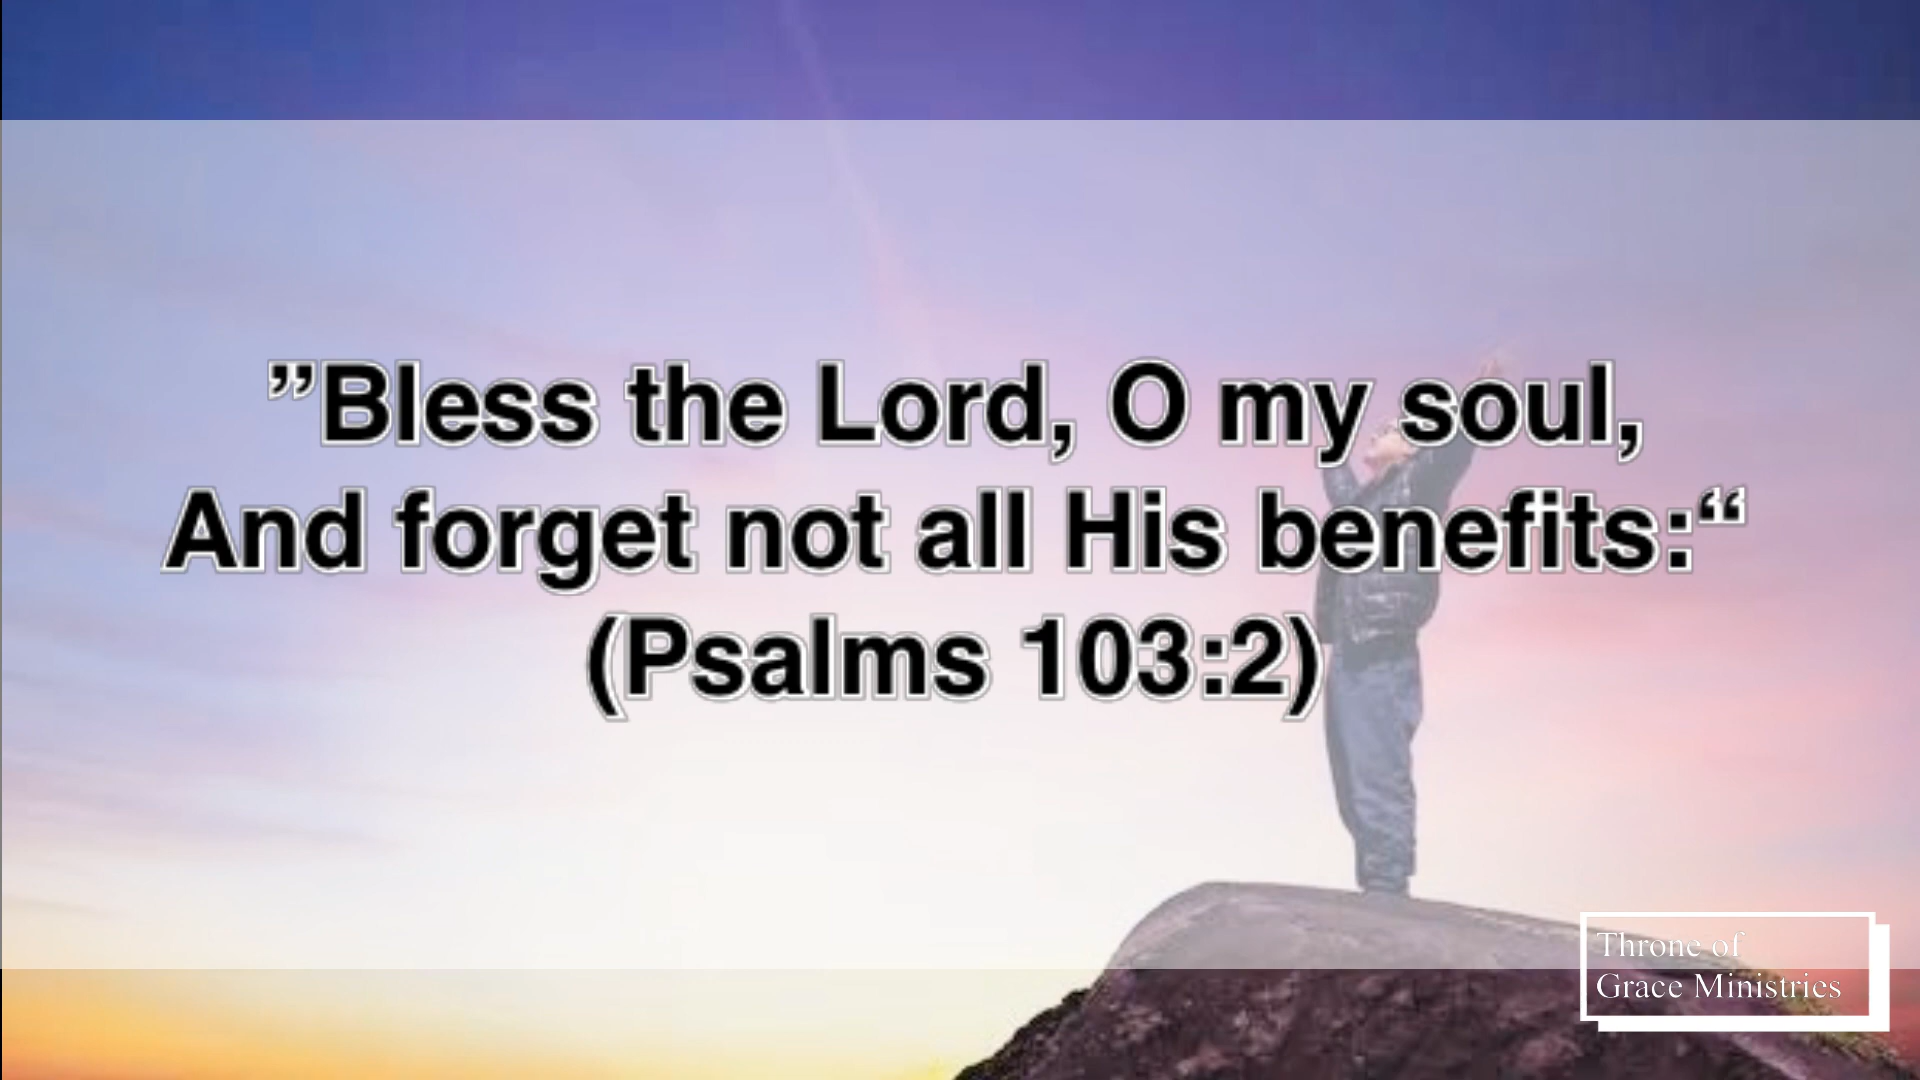 ”Bless the Lord, O my soul,
And forget not all His benefits:“
(Psalms 103:2)
Throne of
Grace Ministries